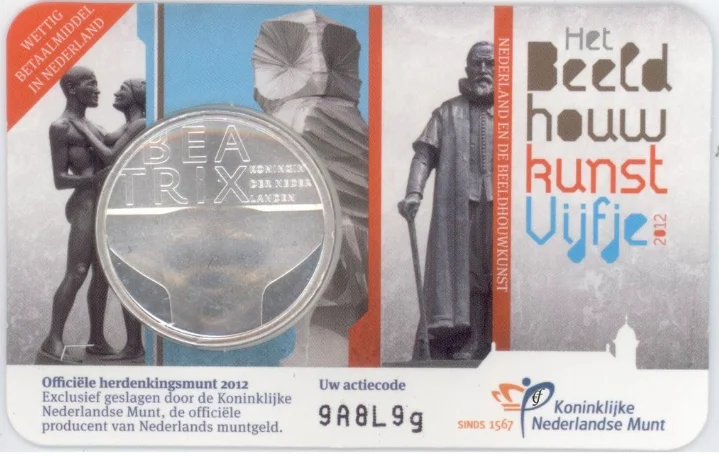 WETTIG
BETAALMIDDEL
IN NEDERLAND
BEA
TRIX
KONINGIN
DER NEDER
LANDEN
NEDERLAND EN DE BEELDHOUWKUNST
Het
Beeld
houw
kunst
Vijfje
2012
Officiële herdenkingsmunt 2012
Exclusief geslagen door de Koninklijke
Nederlandse Munt, de officiële
producent van Nederlands muntgeld.
Uw actiecode
9A8L9g
SINDS 1567
Koninklijke
Nederlandse Munt